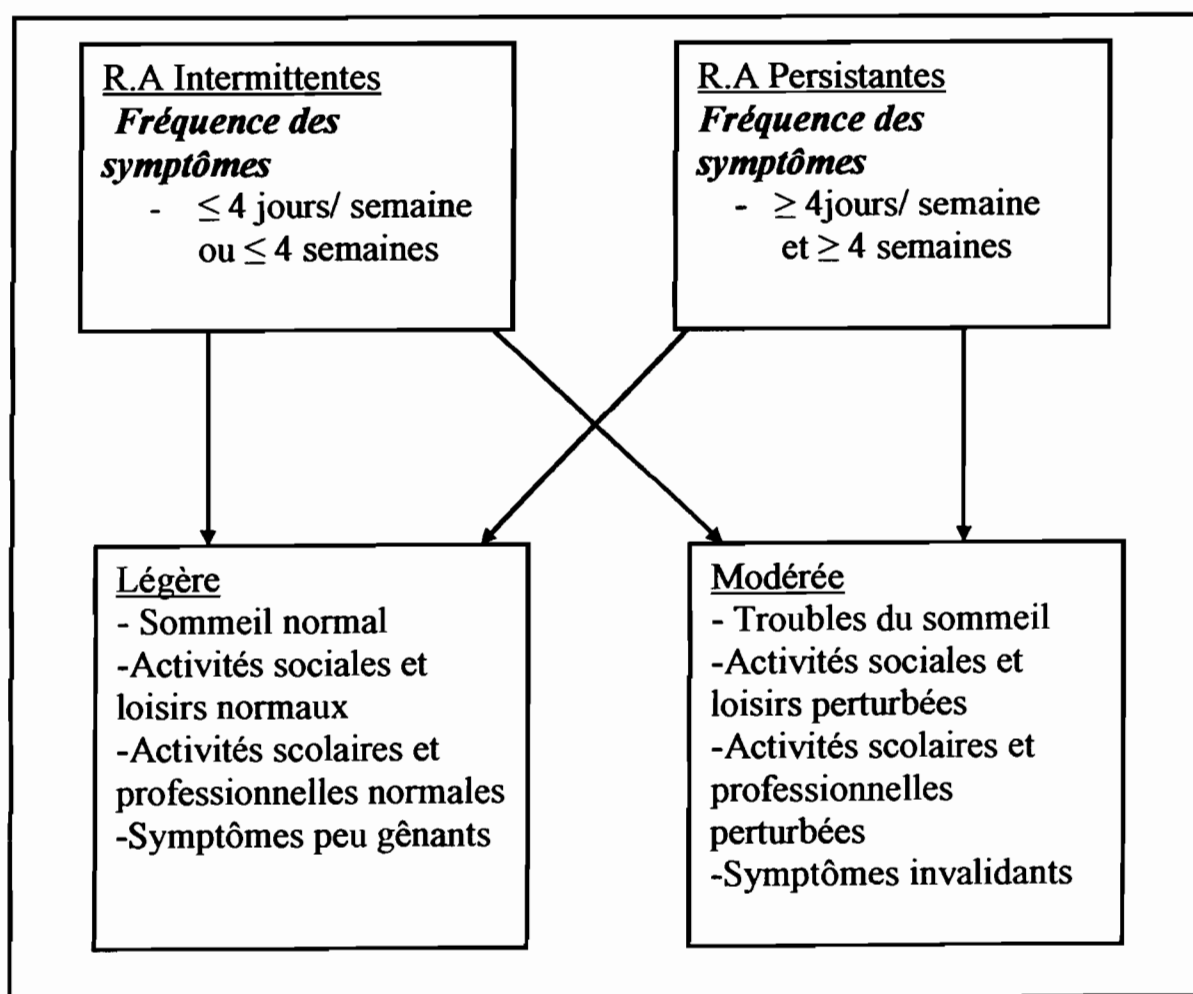 R.A Intermittentes
Fréquence des
symptômes
- ≤ 4 jours/ semaine
ou ≤ 4 semaines
R.A Persistantes
Fréquence des
symptômes
- ≥ 4jours/ semaine
et ≥ 4 semaines
Légère
- Sommeil normal
-Activités sociales et
loisirs normaux
-Activités scolaires et
professionnelles normales
-Symptômes peu gênants
Modérée
- Troubles du sommeil
-Activités sociales et
loisirs perturbées
-Activités scolaires et
professionnelles
perturbées
-Symptômes invalidants